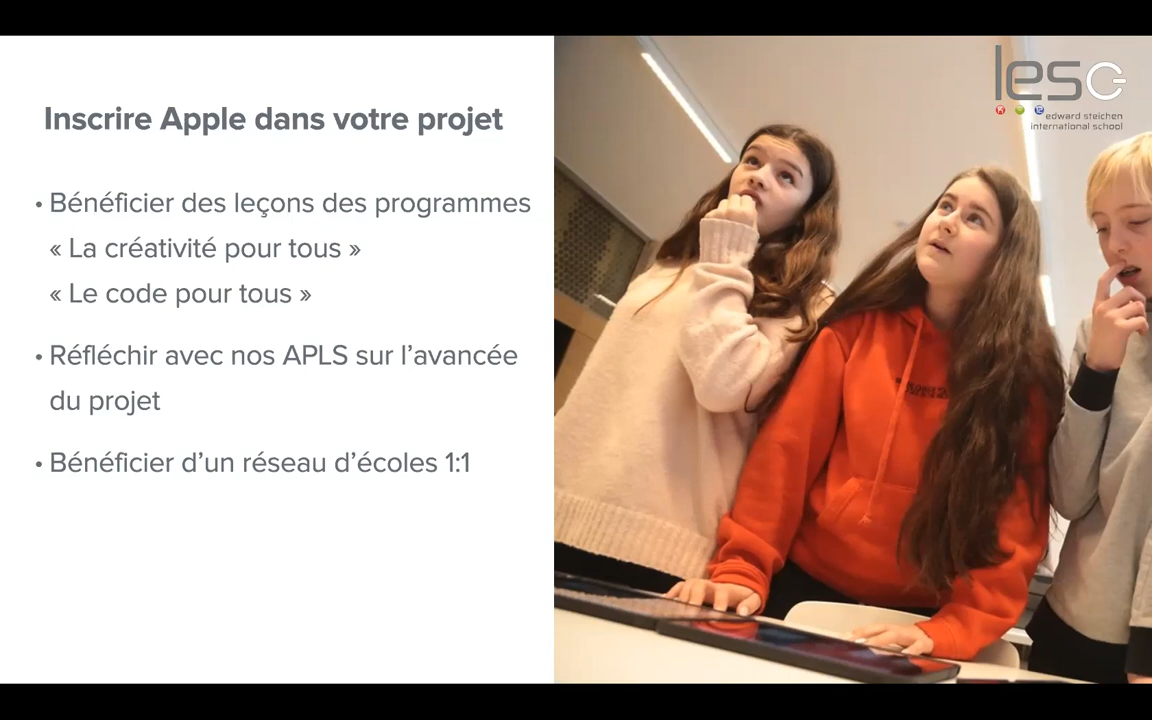 Inscrire Apple dans votre projet
• Bénéficier des leçons des programmes
« La créativité pour tous »
« Le code pour tous »
• Réfléchir avec nos APLS sur l’avancée
du projet
• Bénéficier d’un réseau d’écoles 1:1
lesc
edward steichen
international school